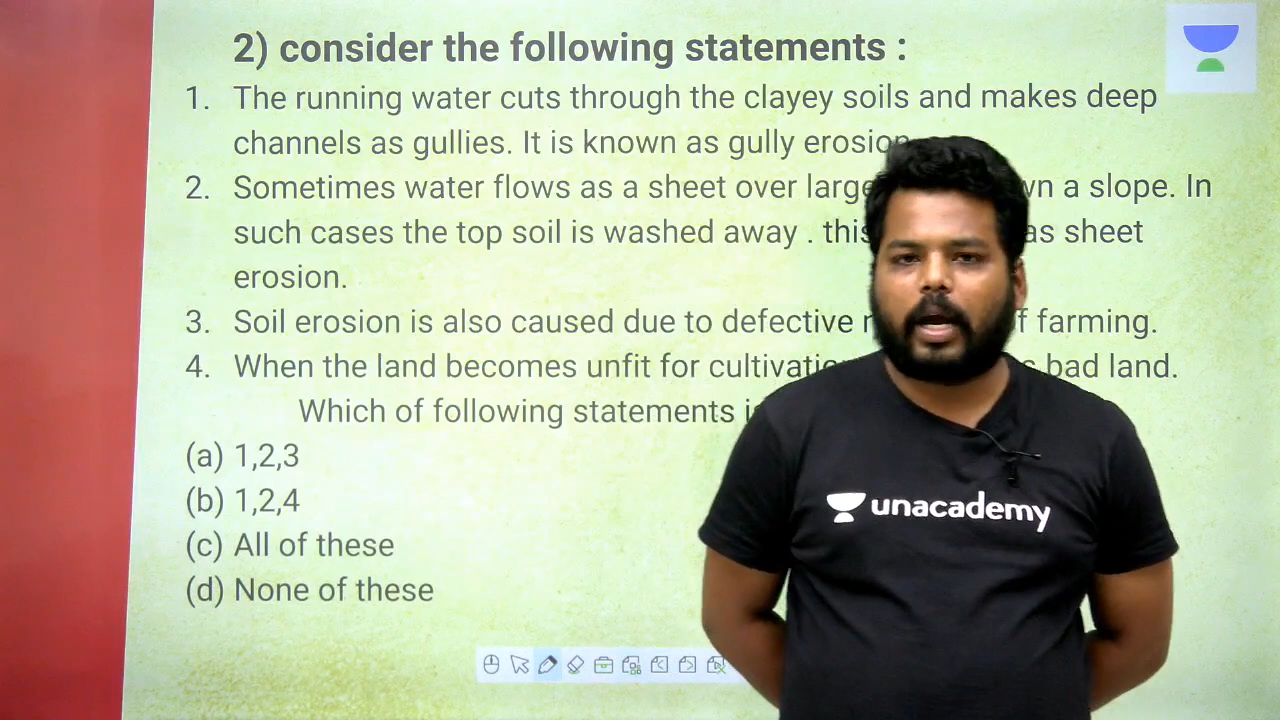 2) consider the following statements :
1. The running water cuts through the clayey soils and makes deep
channels as gullies. It is known as gully erosion
2. Sometimes water flows as a sheet over large a slope. In
such cases the top soil is washed away . this as sheet
erosion.
3. Soil erosion is also caused due to defective farming.
4. When the land becomes unfit for bad land.
Which of following statements
(a) 1,2,3
(b) 1,2,4
(c) All of these
(d) None of these
unacademy